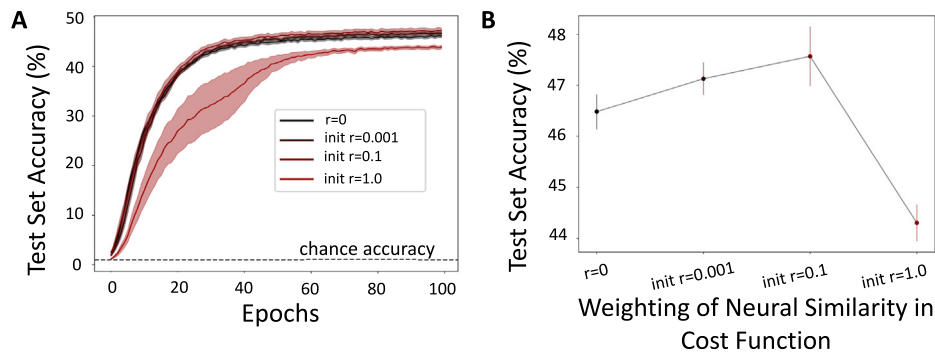 A
Test Set Accuracy (%)
50
40
30
20
10
0
r=0
init r=0.001
init r=0.1
init r=1.0
chance accuracy
0
20
40
60
80
100
Epochs
B
Test Set Accuracy (%)
48
47
46
45
44
r=0
init r=0.001
init r=0.1
init r=1.0
Weighting of Neural Similarity in
Cost Function